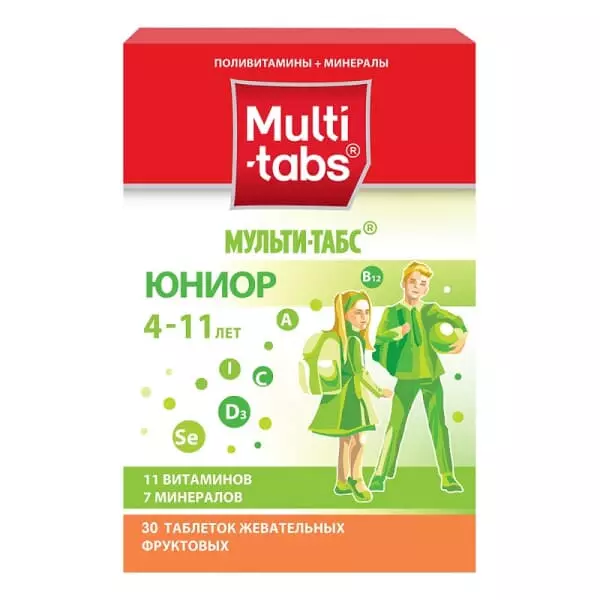 ПОЛИВИТАМИНЫ + МИНЕРАЛЫ
Multi
-tabs®
МУЛЬТИ-ТАБС®
ЮНИОР
4-11 ЛЕТ
B12
A
I
C
D3
Se
11 ВИТАМИНОВ
7 МИНЕРАЛОВ
30 ТАБЛЕТОК ЖЕВАТЕЛЬНЫХ
ФРУКТОВЫХ